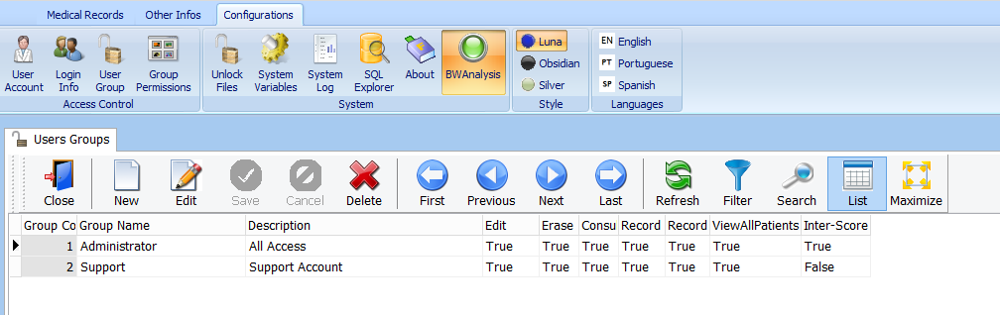 Medical Records Other Infos Configurations
User Account Login Info User Group Group Permissions Unlock Files System Variables System Log SQL Explorer About BWAnalysis Luna Obsidian Silver EN English PT Portuguese SP Spanish
Access Control System Style Languages
Users Groups
Close New Edit Save Cancel Delete First Previous Next Last Refresh Filter Search List Maximize
Group Co Group Name Description Edit Erase Consu Record Record ViewAllPatients Inter-Score
1 Administrator All Access True True True True True True True
2 Support Support Account True True True True True True False